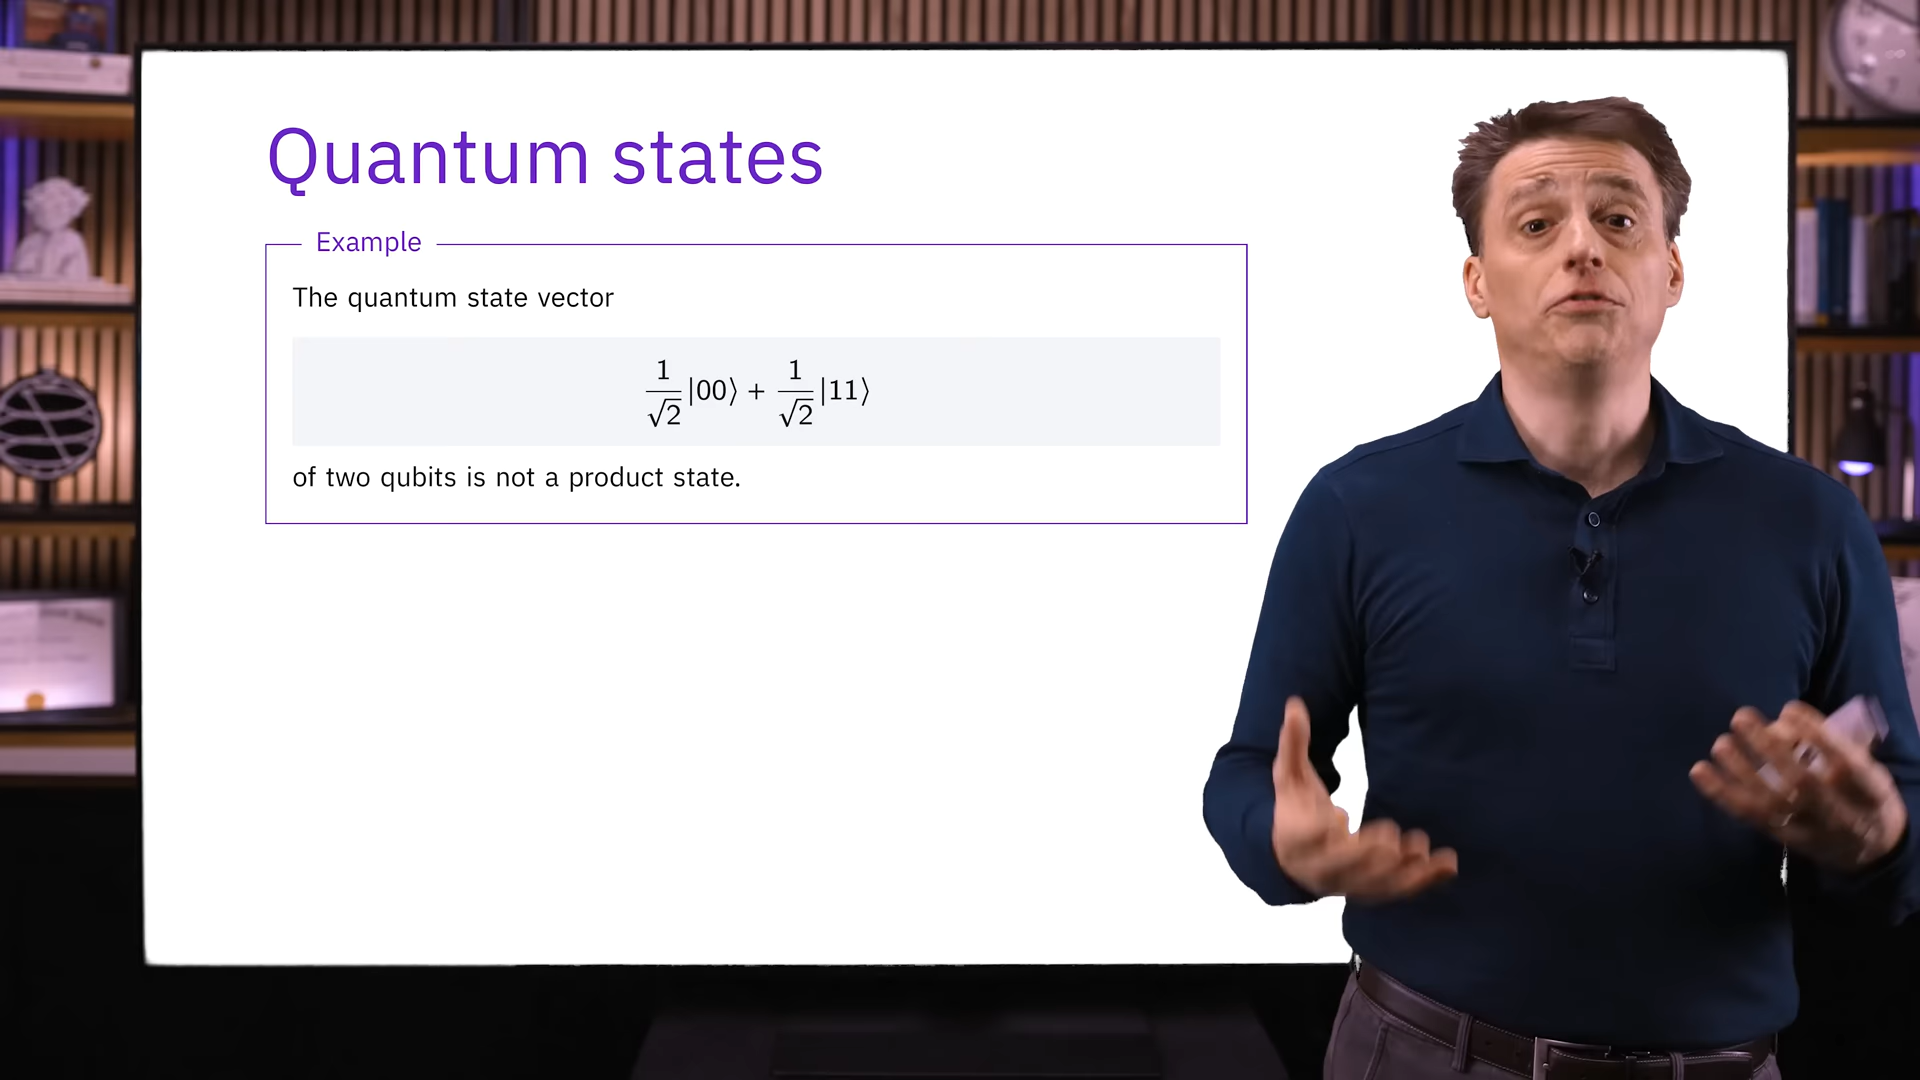 Quantum states
Example
The quantum state vector
1/√2 |00⟩ + 1/√2 |11⟩
of two qubits is not a product state.